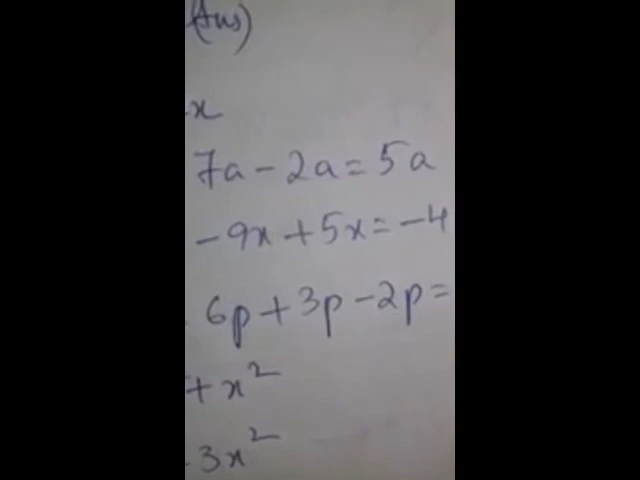 (Ans)
x
7a - 2a = 5a
- 9x + 5x = - 4
6p + 3p - 2p =
+ x²
3x²